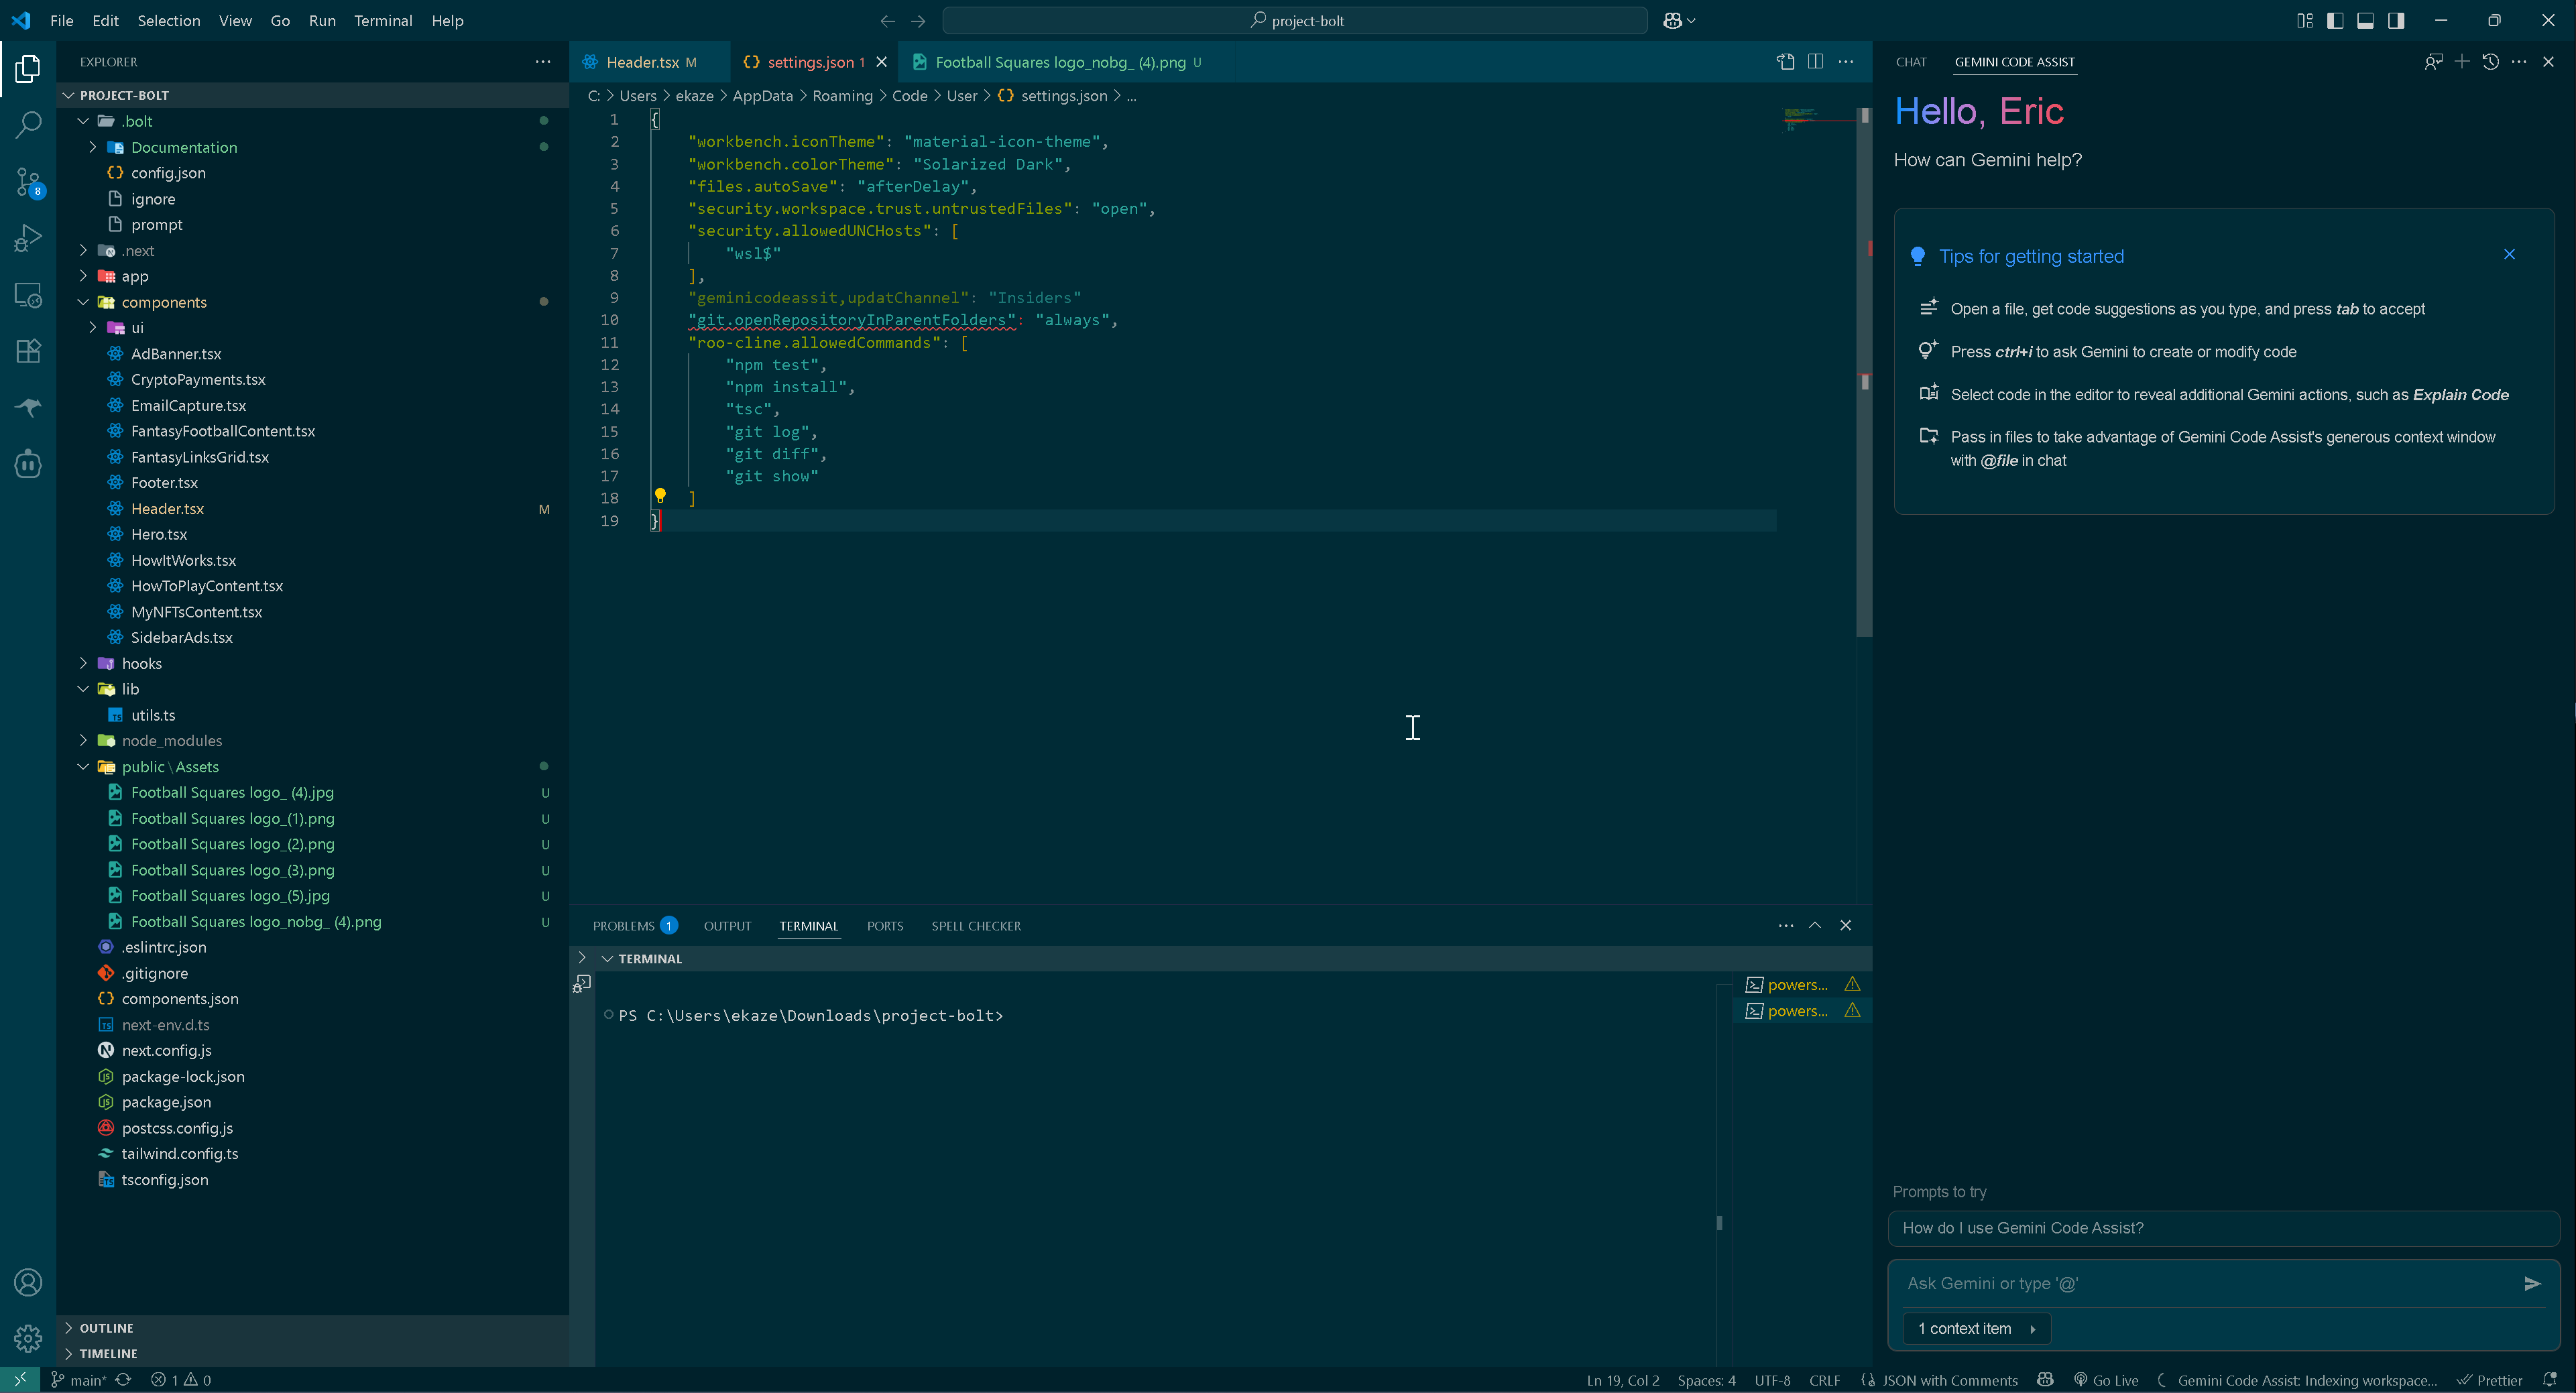 File Edit Selection View Go Run Terminal Help
project-bolt
EXPLORER
PROJECT-BOLT
.bolt
Documentation
config.json
ignore
prompt
.next
app
components
ui
AdBanner.tsx
CryptoPayments.tsx
EmailCapture.tsx
FantasyFootballContent.tsx
FantasyLinksGrid.tsx
Footer.tsx
Header.tsx M
Hero.tsx
HowItWorks.tsx
HowToPlayContent.tsx
MyNFTsContent.tsx
SidebarAds.tsx
hooks
lib
utils.ts
node_modules
public\Assets
Football Squares logo_ (4).jpg U
Football Squares logo_(1).png U
Football Squares logo_(2).png U
Football Squares logo_(3).png U
Football Squares logo_(5).jpg U
Football Squares logo_nobg_ (4).png U
.eslintrc.json
.gitignore
components.json
next-env.d.ts
next.config.js
package-lock.json
package.json
postcss.config.js
tailwind.config.ts
tsconfig.json
OUTLINE
TIMELINE
8
Header.tsx M settings.json 1 Football Squares logo_nobg_ (4).png U
C: > Users > ekaze > AppData > Roaming > Code > User > {} settings.json > ...
1 {
2 "workbench.iconTheme": "material-icon-theme",
3 "workbench.colorTheme": "Solarized Dark",
4 "files.autoSave": "afterDelay",
5 "security.workspace.trust.untrustedFiles": "open",
6 "security.allowedUNCHosts": [
7 "wsl$"
8 ],
9 "geminicodeassit,updatChannel": "Insiders"
10 "git.openRepositoryInParentFolders": "always",
11 "roo-cline.allowedCommands": [
12 "npm test",
13 "npm install",
14 "tsc",
15 "git log",
16 "git diff",
17 "git show"
18 ]
19 }
PROBLEMS 1 OUTPUT TERMINAL PORTS SPELL CHECKER
TERMINAL
PS C:\Users\ekaze\Downloads\project-bolt>
powers...
powers...
CHAT GEMINI CODE ASSIST
Hello, Eric
How can Gemini help?
Tips for getting started
Open a file, get code suggestions as you type, and press tab to accept
Press ctrl+i to ask Gemini to create or modify code
Select code in the editor to reveal additional Gemini actions, such as Explain Code
Pass in files to take advantage of Gemini Code Assist's generous context window
with @file in chat
Prompts to try
How do I use Gemini Code Assist?
Ask Gemini or type '@'
1 context item
main* 1 0
Ln 19, Col 2 Spaces: 4 UTF-8 CRLF JSON with Comments Go Live Gemini Code Assist: Indexing workspace... Prettier